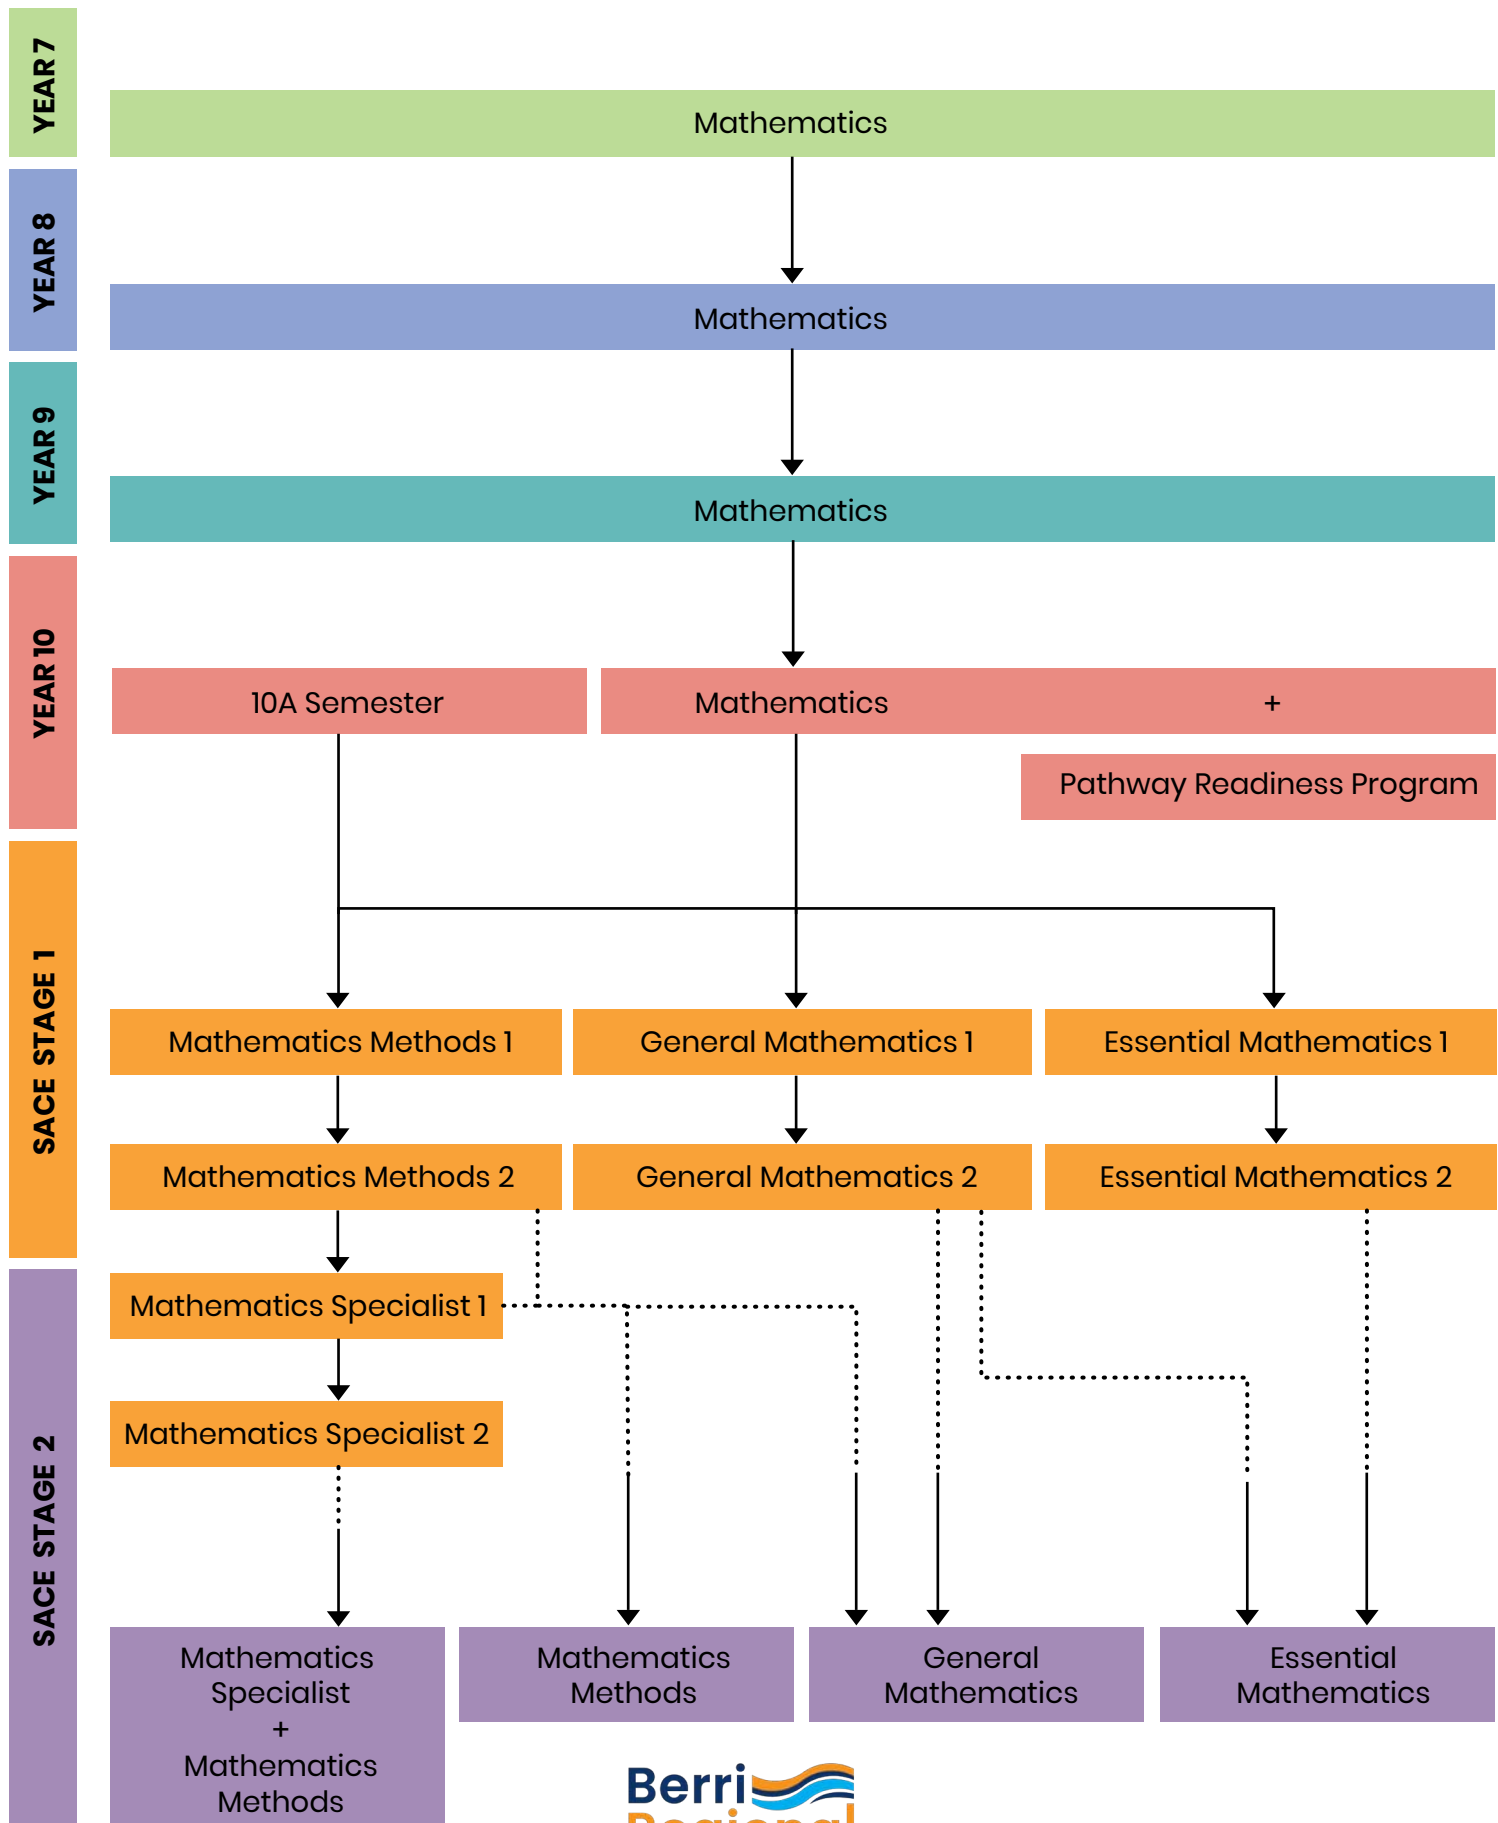 YEAR 7
Mathematics
YEAR 8
Mathematics
YEAR 9
Mathematics
YEAR 10
10A Semester
Mathematics +
Pathway Readiness Program
SACE STAGE 1
Mathematics Methods 1
General Mathematics 1
Essential Mathematics 1
Mathematics Methods 2
General Mathematics 2
Essential Mathematics 2
SACE STAGE 2
Mathematics Specialist 1
Mathematics Specialist 2
Mathematics
Specialist
+
Mathematics
Methods
Mathematics
Methods
General
Mathematics
Essential
Mathematics
Berri
Regional